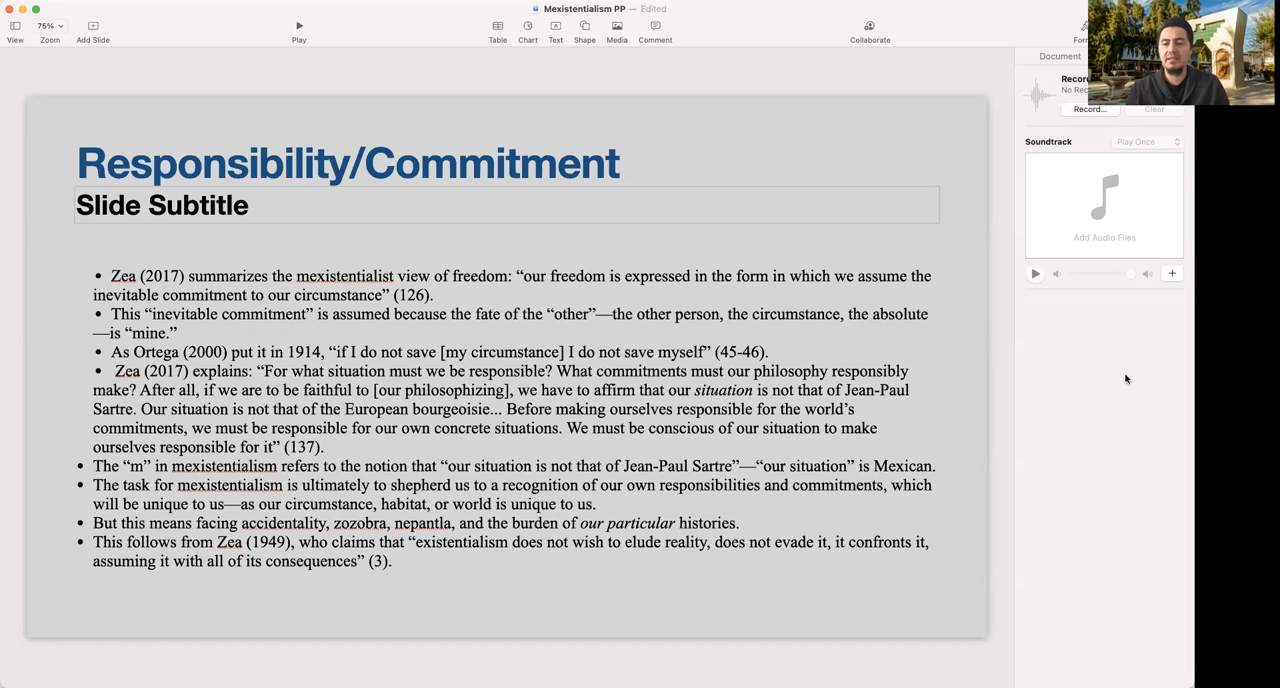 Mexistentialism PP — Edited
75%
View
Zoom
Add Slide
Play
Table
Chart
Text
Shape
Media
Comment
Collaborate
Document
No Rec
Record...
Clear
Soundtrack
Play Once
Add Audio Files
Responsibility/Commitment
Slide Subtitle
• Zea (2017) summarizes the mexistentialist view of freedom: “our freedom is expressed in the form in which we assume the
inevitable commitment to our circumstance” (126).
• This “inevitable commitment” is assumed because the fate of the “other”—the other person, the circumstance, the absolute
—is “mine.”
• As Ortega (2000) put it in 1914, “if I do not save [my circumstance] I do not save myself” (45-46).
• Zea (2017) explains: “For what situation must we be responsible? What commitments must our philosophy responsibly
make? After all, if we are to be faithful to [our philosophizing], we have to affirm that our situation is not that of Jean-Paul
Sartre. Our situation is not that of the European bourgeoisie... Before making ourselves responsible for the world’s
commitments, we must be responsible for our own concrete situations. We must be conscious of our situation to make
ourselves responsible for it” (137).
• The “m” in mexistentialism refers to the notion that “our situation is not that of Jean-Paul Sartre”—“our situation” is Mexican.
• The task for mexistentialism is ultimately to shepherd us to a recognition of our own responsibilities and commitments, which
will be unique to us—as our circumstance, habitat, or world is unique to us.
• But this means facing accidentality, zozobra, nepantla, and the burden of our particular histories.
• This follows from Zea (1949), who claims that “existentialism does not wish to elude reality, does not evade it, it confronts it,
assuming it with all of its consequences” (3).